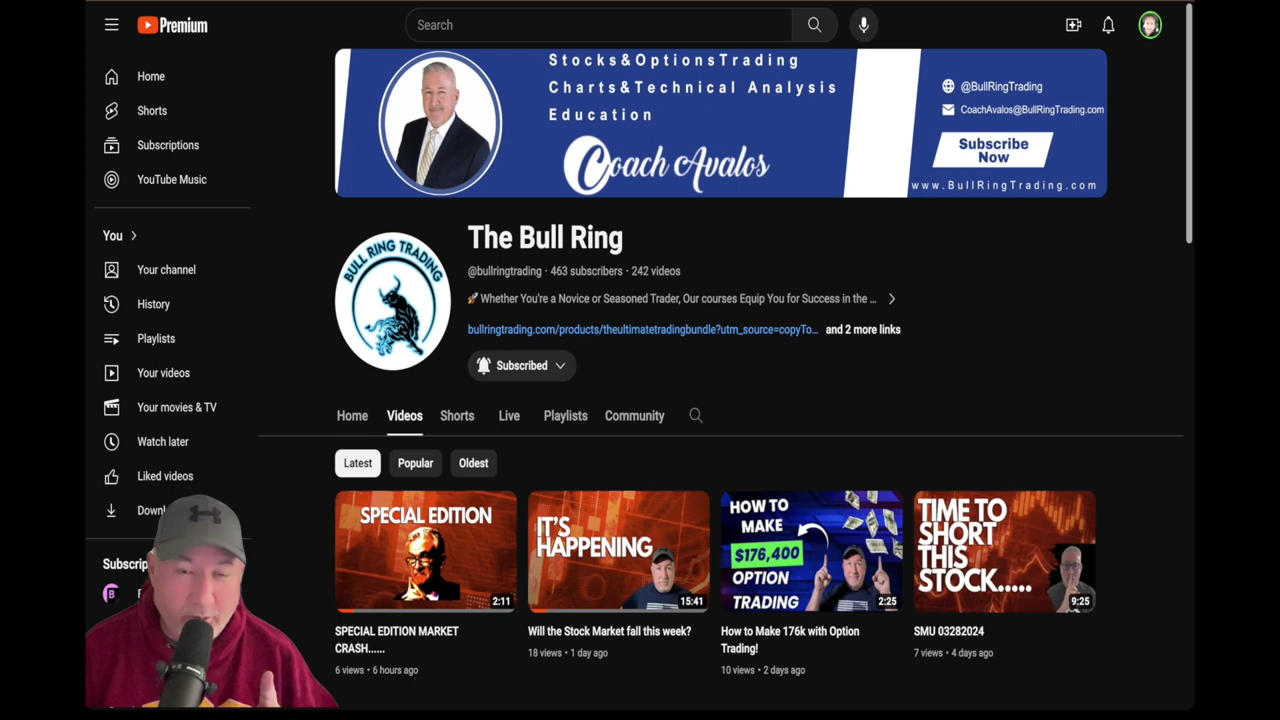 Premium
Search
Home
Shorts
Subscriptions
YouTube Music
You
Your channel
History
Playlists
Your videos
Your movies & TV
Watch later
Liked videos
Stocks&OptionsTrading
Charts&Technical Analysis
Education
Coach Avalos
@BullRingTrading
CoachAvalos@BullRingTrading.com
Subscribe
Now
www.BullRingTrading.com
BULL RING TRADING
The Bull Ring
@bullringtrading · 463 subscribers · 242 videos
🚀 Whether You're a Novice or Seasoned Trader, Our courses Equip You for Success in the ...
bullringtrading.com/products/theultimatetradingbundle?utm_source=copyTo... and 2 more links
Subscribed
Home Videos Shorts Live Playlists Community
Latest Popular Oldest
SPECIAL EDITION
2:11
SPECIAL EDITION MARKET
CRASH......
6 views • 6 hours ago
IT'S
HAPPENING
15:41
Will the Stock Market fall this week?
18 views • 1 day ago
HOW TO
MAKE
$176,400
OPTION
TRADING
2:25
How to Make 176k with Option
Trading!
10 views • 2 days ago
TIME TO
SHORT
THIS
STOCK.....
9:25
SMU 03282024
7 views • 4 days ago